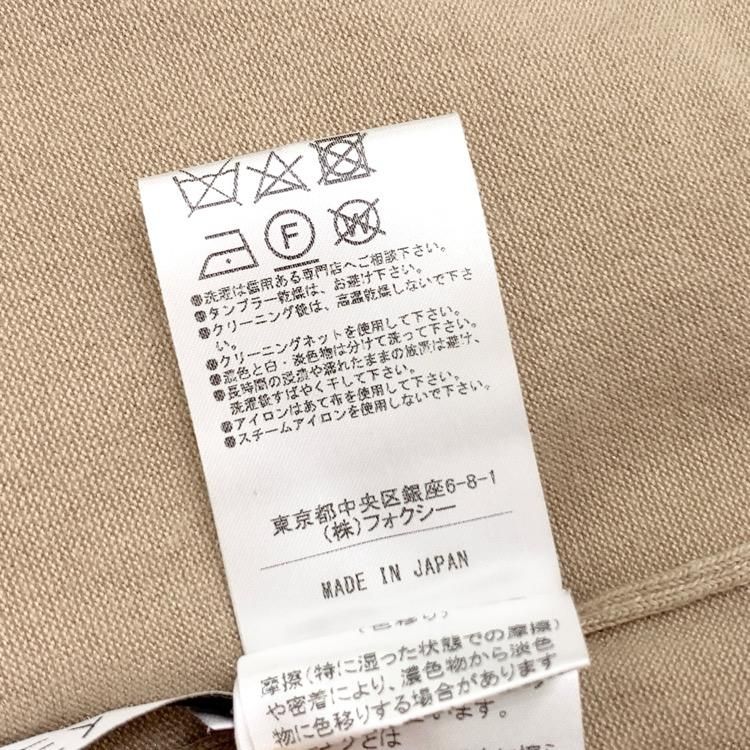 F
W
●洗濯は信用ある専門店へご相談下さい。
●タンブラー乾燥は、お避け下さい。
●クリーニング後は、高温乾燥しないで下さ
い。
●クリーニングネットを使用して下さい。
●濃色と白・淡色物は分けて洗って下さい。
●長時間の浸漬や濡れたままの放置は避け、
洗濯後すばやく干して下さい。
●アイロンはあて布を使用して下さい。
●スチームアイロンを使用しないで下さい。
東京都中央区銀座6-8-1
(株)フォクシー
MADE IN JAPAN
(色移り)
摩擦(特に湿った状態での摩擦)
や密着により、濃色物から淡色
物に色移りする場合があります